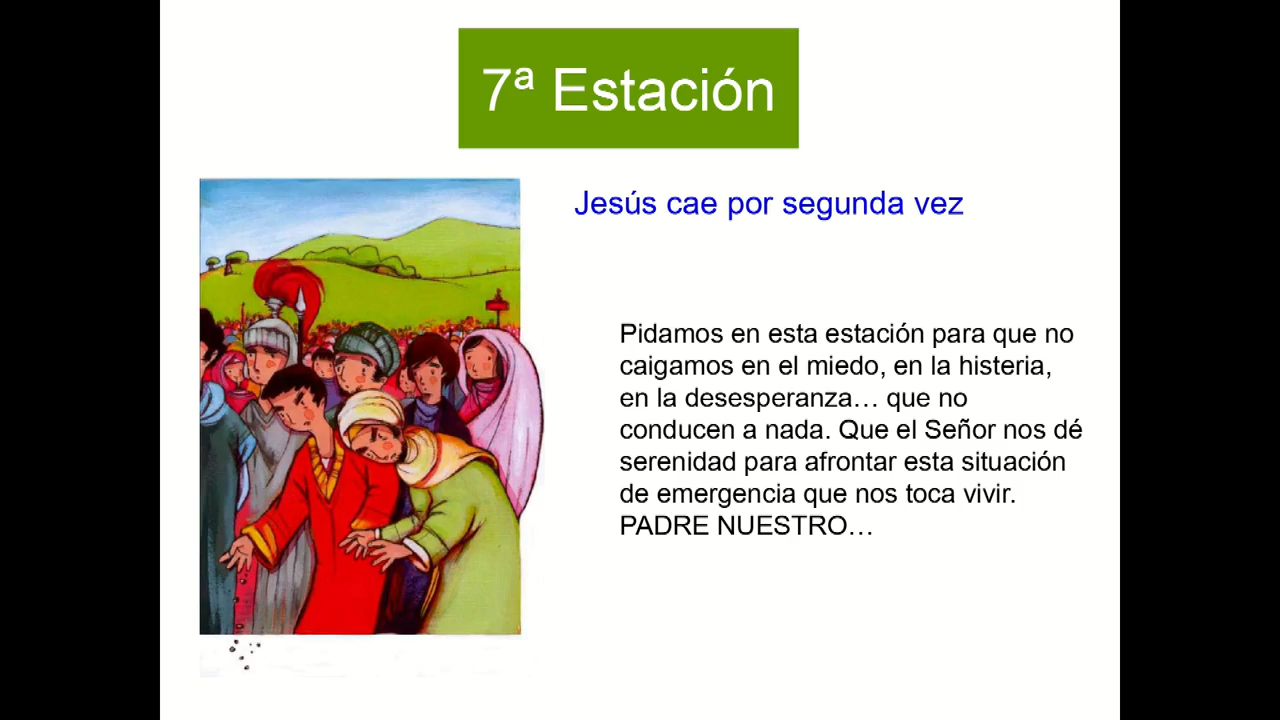 7ª Estación
Jesús cae por segunda vez
Pidamos en esta estación para que no
caigamos en el miedo, en la histeria,
en la desesperanza… que no
conducen a nada. Que el Señor nos dé
serenidad para afrontar esta situación
de emergencia que nos toca vivir.
PADRE NUESTRO…